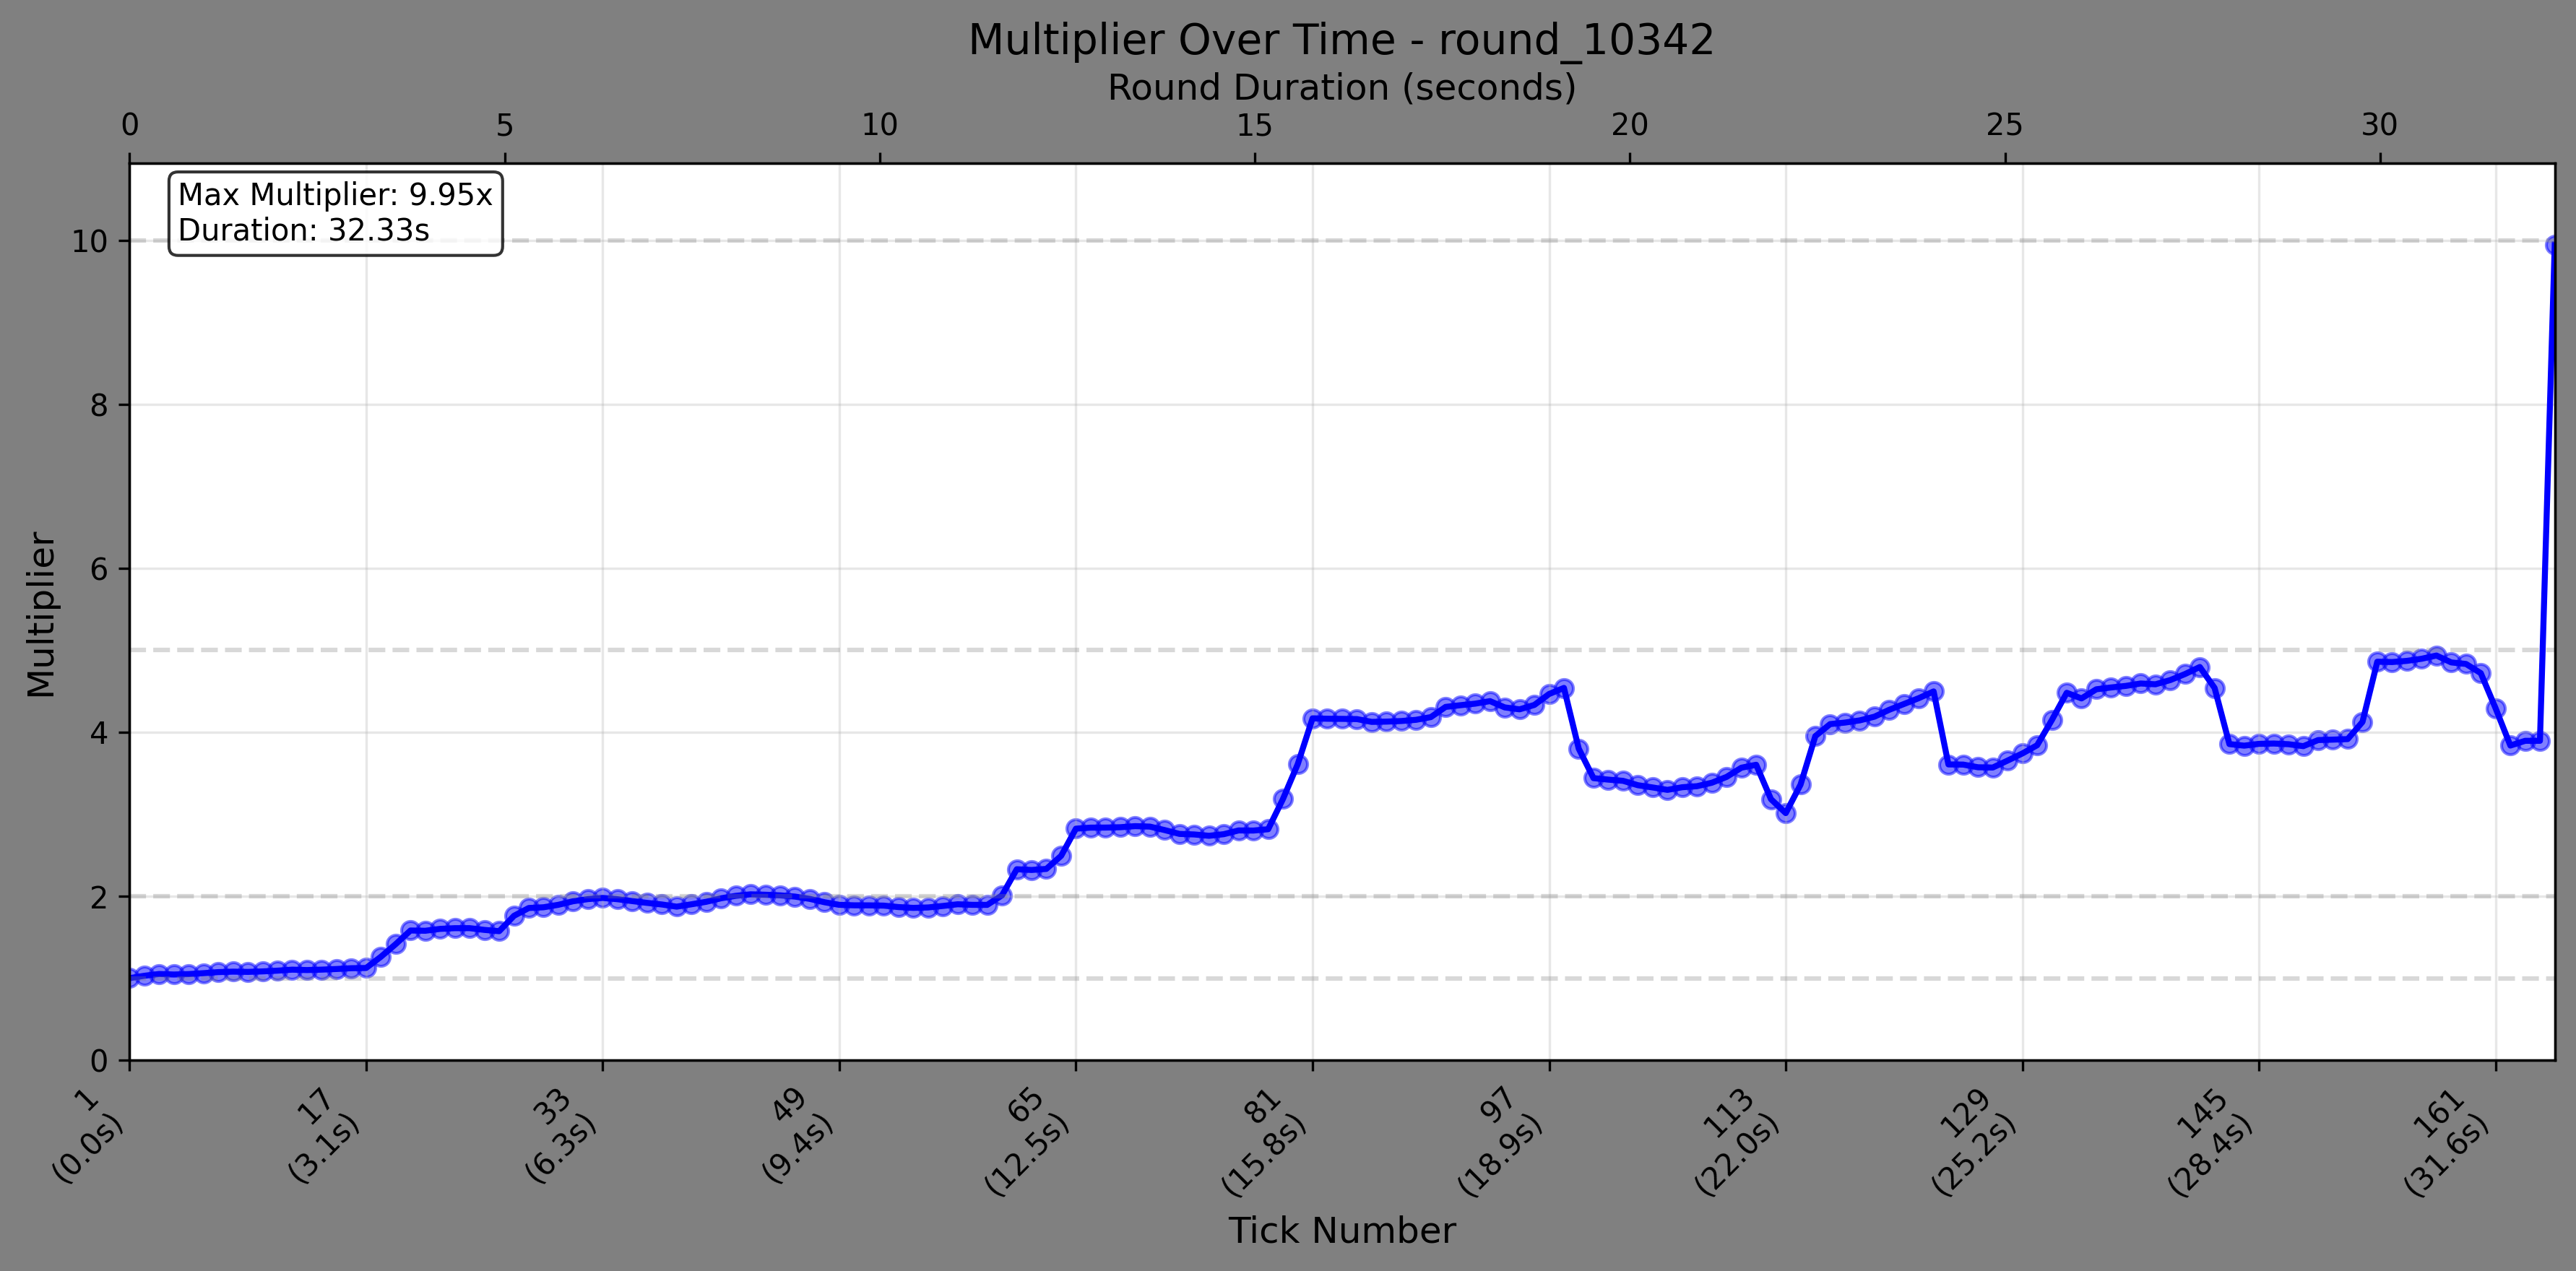 Multiplier Over Time - round_10342
Round Duration (seconds)
0 5 10 15 20 25 30
Max Multiplier: 9.95x
Duration: 32.33s
10
8
6
4
2
0
Multiplier
1 17 33 49 65 81 97 113 129 145 161
(0.0s) (3.1s) (6.3s) (9.4s) (12.5s) (15.8s) (18.9s) (22.0s) (25.2s) (28.4s) (31.6s)
Tick Number